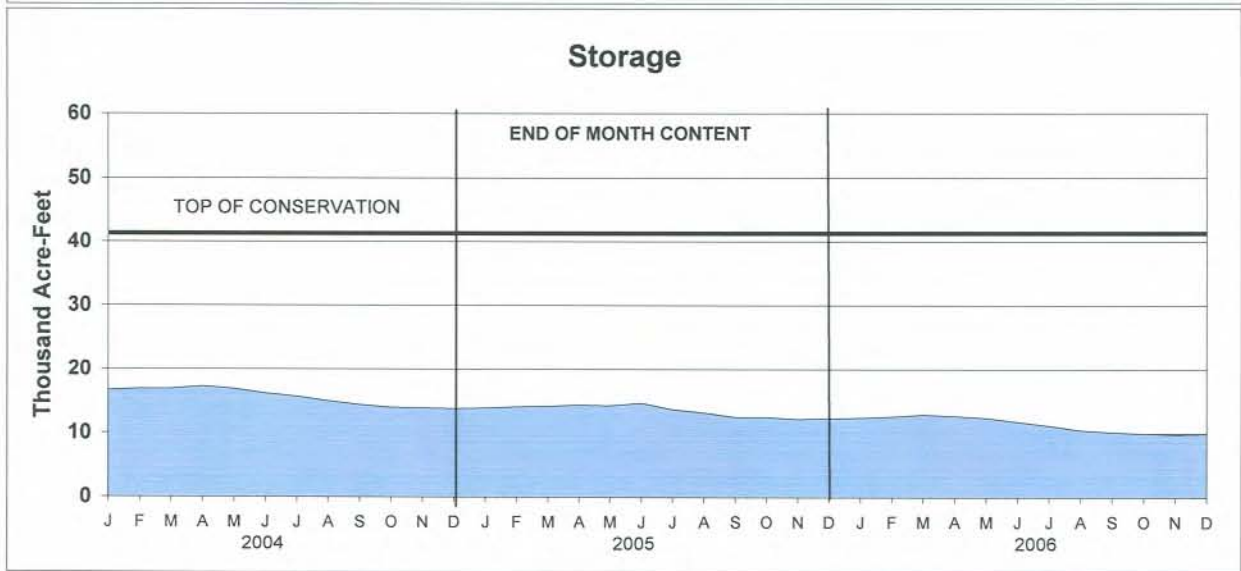 Storage
Thousand Acre-Feet
60
50
40
30
20
10
0
END OF MONTH CONTENT
TOP OF CONSERVATION
J F M A M J J A S O N D J F M A M J J A S O N D J F M A M J J A S O N D
2004 2005 2006